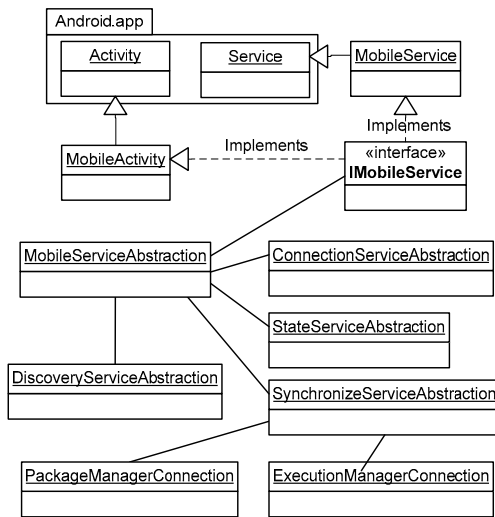 Android.app
Activity
Service
MobileService
Implements
Implements
MobileActivity
«interface»
IMobileService
MobileServiceAbstraction
ConnectionServiceAbstraction
StateServiceAbstraction
DiscoveryServiceAbstraction
SynchronizeServiceAbstraction
PackageManagerConnection
ExecutionManagerConnection